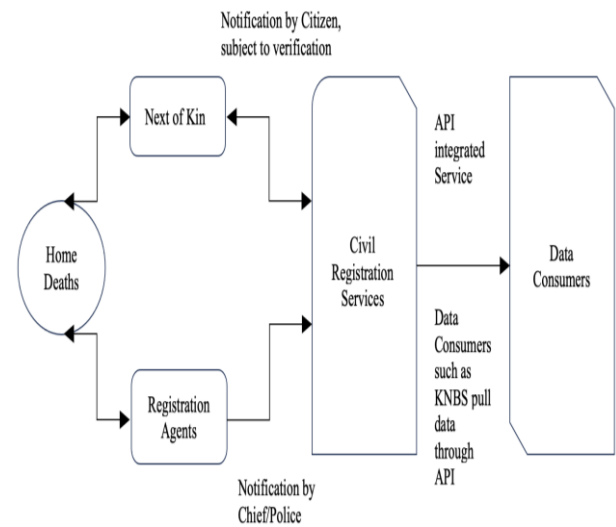 Notification by Citizen,
subject to verification
Next of Kin
Home
Deaths
Registration
Agents
Notification by
Chief/Police
Civil
Registration
Services
API
integrated
Service
Data
Consumers
such as
KNBS pull
data
through
API
Data
Consumers